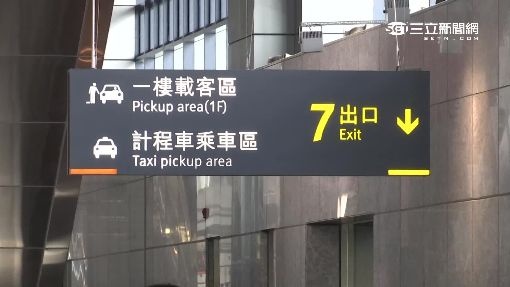 三立新聞網
SETN.COM
一樓載客區
Pickup area(1F)
計程車乘車區
Taxi pickup area
7 出口
Exit